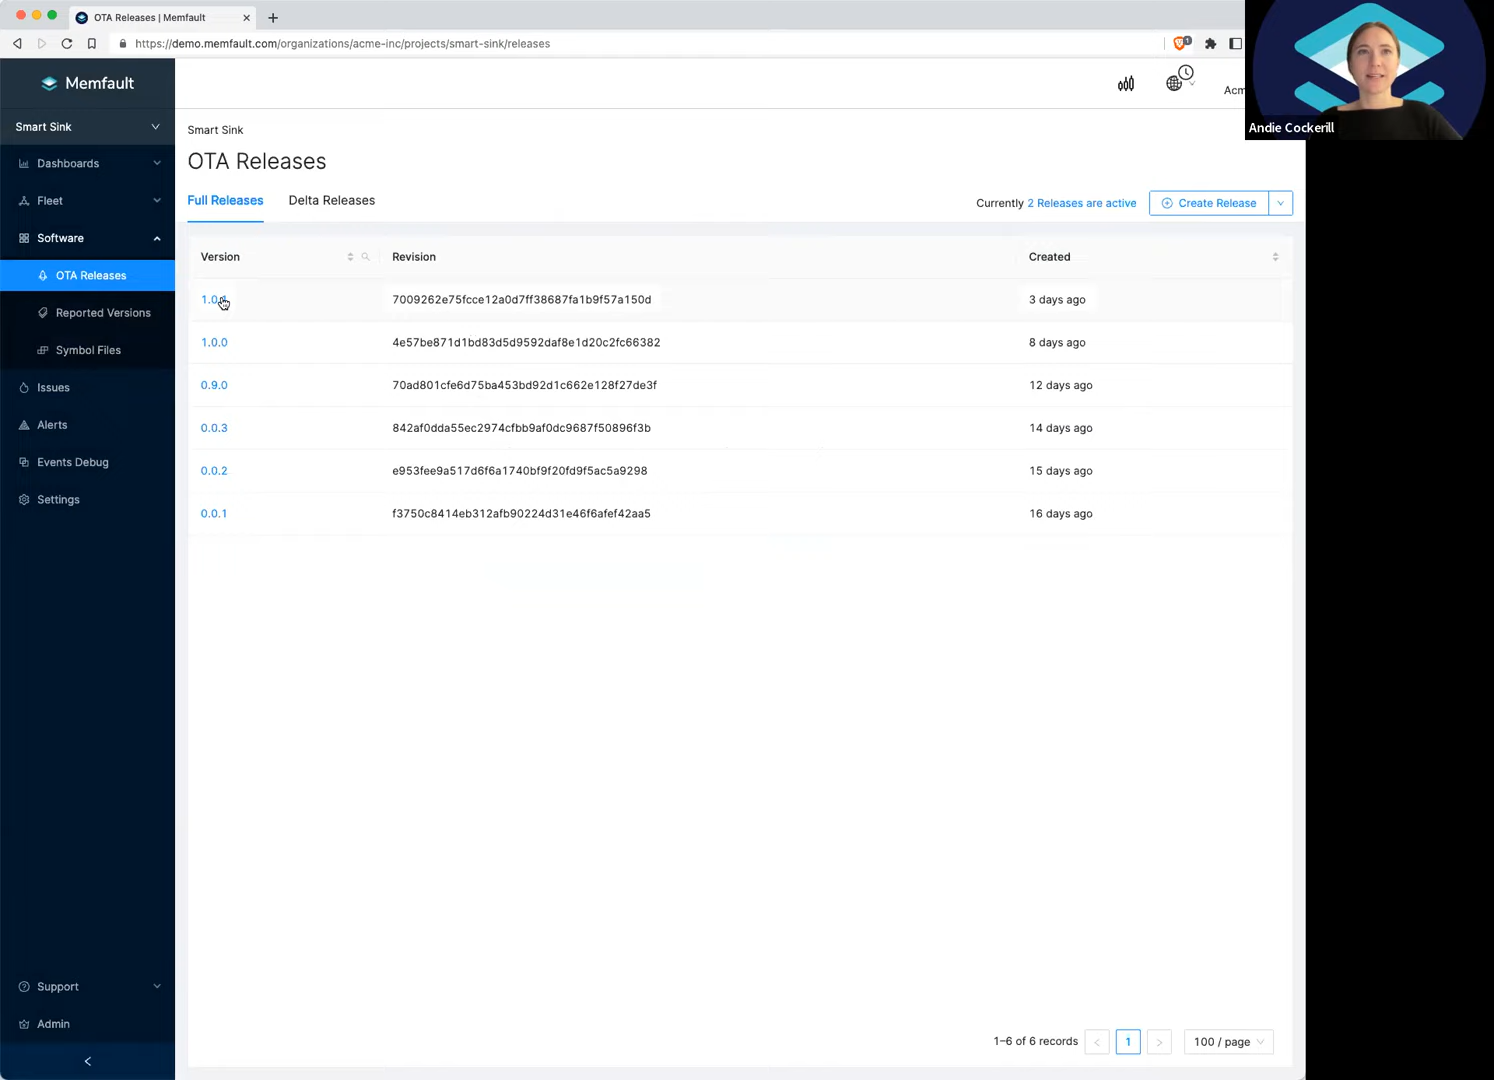 OTA Releases | Memfault
https://demo.memfault.com/organizations/acme-inc/projects/smart-sink/releases
1
Andie Cockerill
Memfault
Acm
Smart Sink
Dashboards
Fleet
Software
OTA Releases
Reported Versions
Symbol Files
Issues
Alerts
Events Debug
Settings
Support
Admin
Smart Sink
OTA Releases
Full Releases Delta Releases
Currently 2 Releases are active
Create Release
Version Revision Created
7009262e75fcce12a0d7ff38687fa1b9f57a150d 3 days ago
1.0.0 4e57be871d1bd83d5d9592daf8e1d20c2fc66382 8 days ago
0.9.0 70ad801cfe6d75ba453bd92d1c662e128f27de3f 12 days ago
0.0.3 842af0dda55ec2974cfbb9af0dc9687f50896f3b 14 days ago
0.0.2 e953fee9a517d6f6a1740bf9f20fd9f5ac5a9298 15 days ago
0.0.1 f3750c8414eb312afb90224d31e46f6afef42aa5 16 days ago
1–6 of 6 records
1
100 / page